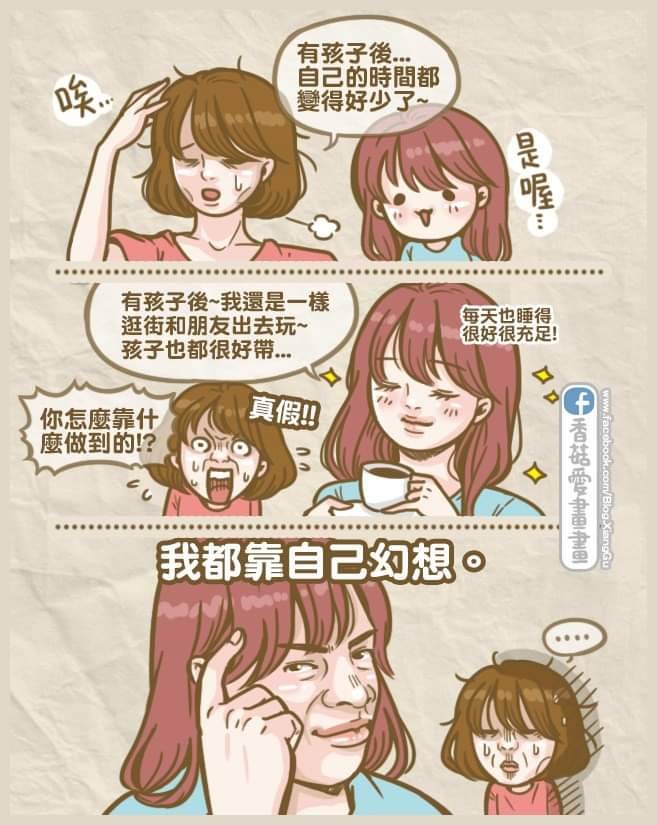 唉...
有孩子後...
自己的時間都
變得好少了~
是喔...
有孩子後~我還是一樣
逛街和朋友出去玩~
孩子也都很好帶...
每天也睡得
很好很充足!
你怎麼靠什
麼做到的!?
真假!!
f
香菇愛畫畫
www.facebook.com/BlogXiangGu
我都靠自己幻想。
....